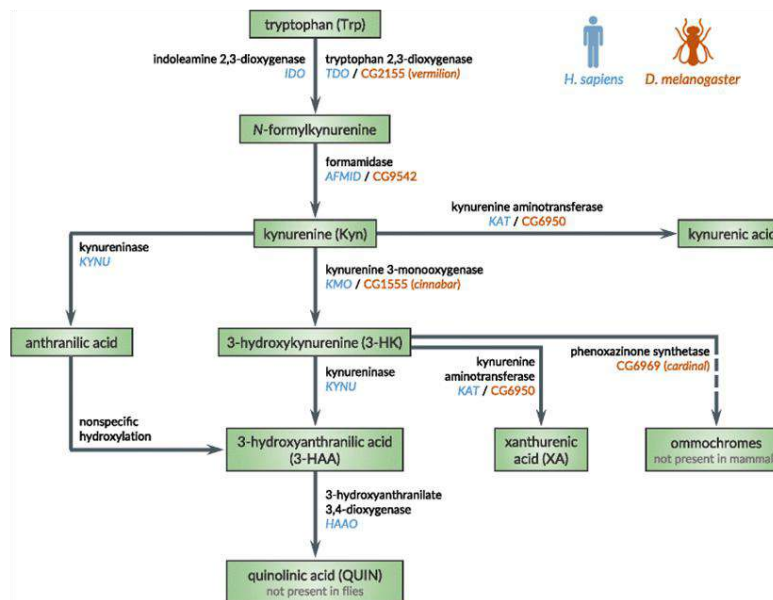 tryptophan (Trp)
indoleamine 2,3-dioxygenase
IDO
tryptophan 2,3-dioxygenase
TDO / CG2155 (vermilion)
H. sapiens
D. melanogaster
N-formylkynurenine
formamidase
AFMID / CG9542
kynurenine (Kyn)
kynurenine aminotransferase
KAT / CG6950
kynurenic acid
kynureninase
KYNU
kynurenine 3-monooxygenase
KMO / CG1555 (cinnabar)
anthranilic acid
3-hydroxykynurenine (3-HK)
phenoxazinone synthetase
CG6969 (cardinal)
kynureninase
KYNU
kynurenine
aminotransferase
KAT / CG6950
nonspecific
hydroxylation
3-hydroxyanthranilic acid
(3-HAA)
xanthurenic
acid (XA)
ommochromes
not present in mammal
3-hydroxyanthranilate
3,4-dioxygenase
HAAO
quinolinic acid (QUIN)
not present in flies